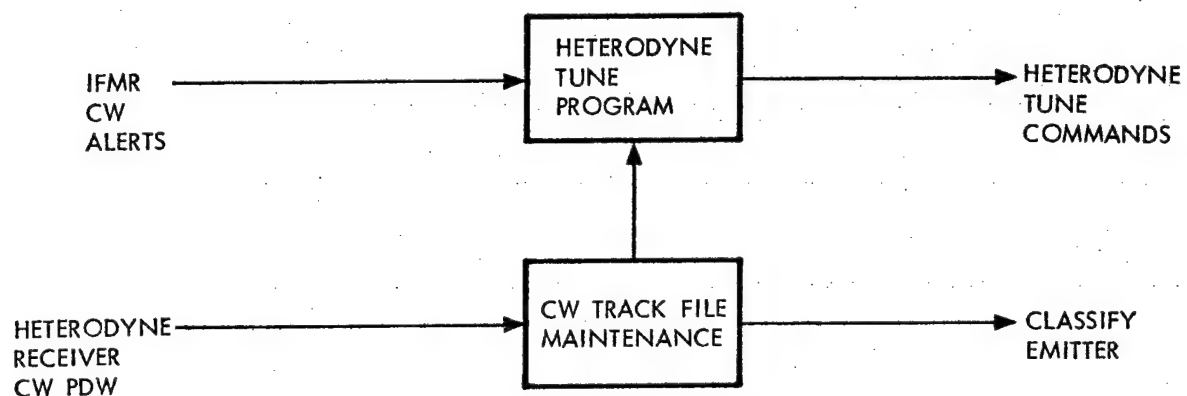 IFMR
CW
ALERTS
HETERODYNE
TUNE
PROGRAM
HETERODYNE
TUNE
COMMANDS
HETERODYNE
RECEIVER
CW PDW
CW TRACK FILE
MAINTENANCE
CLASSIFY
EMITTER